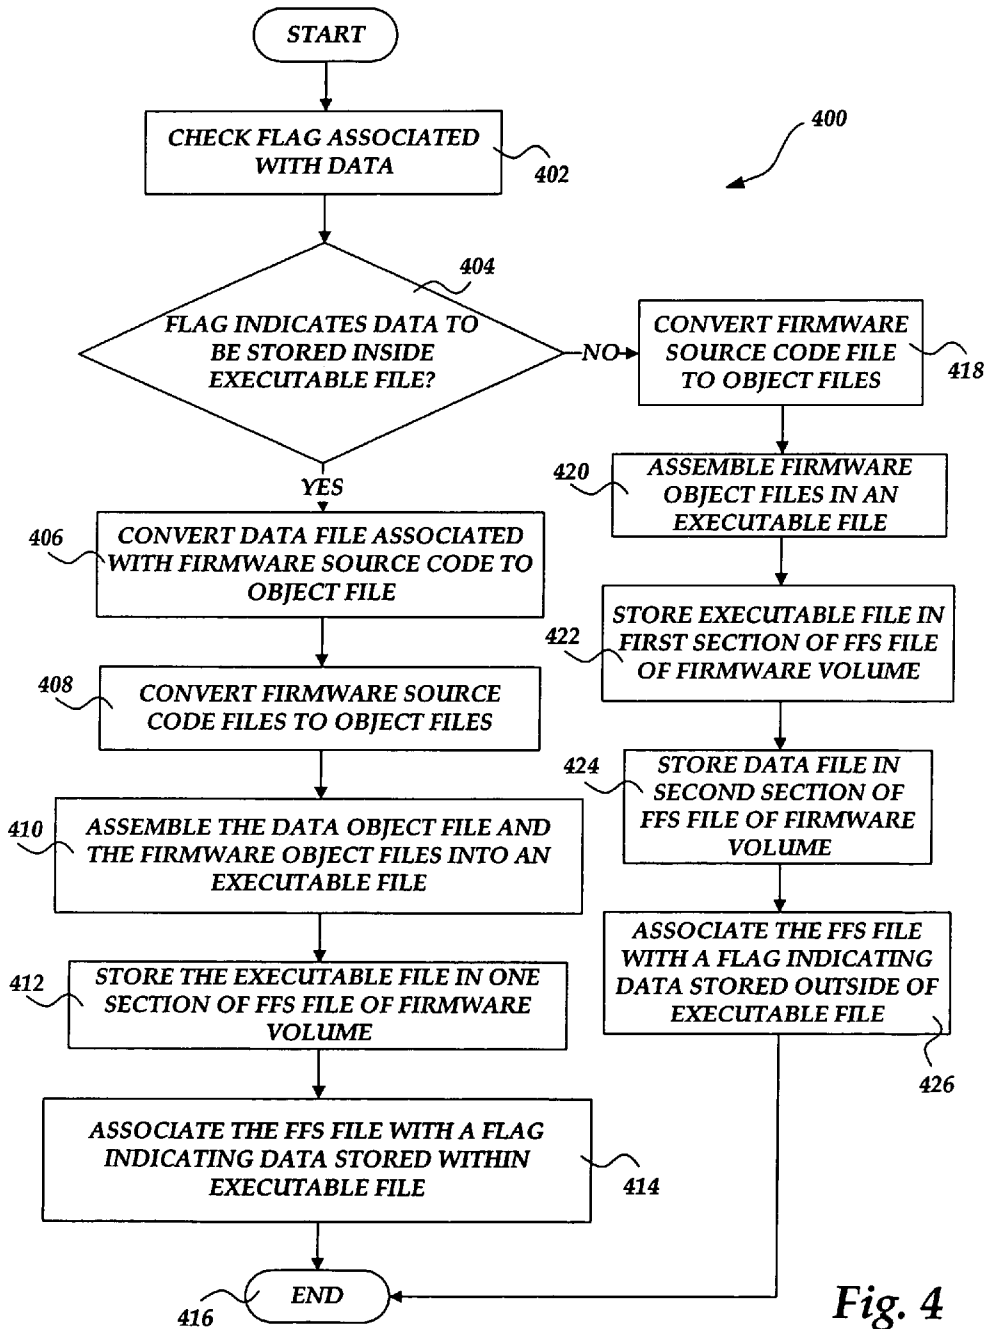 START
400
CHECK FLAG ASSOCIATED
WITH DATA
402
404
FLAG INDICATES DATA TO
BE STORED INSIDE
EXECUTABLE FILE?
NO
YES
406
CONVERT DATA FILE ASSOCIATED
WITH FIRMWARE SOURCE CODE TO
OBJECT FILE
408
CONVERT FIRMWARE SOURCE
CODE FILES TO OBJECT FILES
410
ASSEMBLE THE DATA OBJECT FILE AND
THE FIRMWARE OBJECT FILES INTO AN
EXECUTABLE FILE
412
STORE THE EXECUTABLE FILE IN ONE
SECTION OF FFS FILE OF FIRMWARE
VOLUME
ASSOCIATE THE FFS FILE WITH A FLAG
INDICATING DATA STORED WITHIN
EXECUTABLE FILE
414
CONVERT FIRMWARE
SOURCE CODE FILE
TO OBJECT FILES
418
420
ASSEMBLE FIRMWARE
OBJECT FILES IN AN
EXECUTABLE FILE
422
STORE EXECUTABLE FILE IN
FIRST SECTION OF FFS FILE
OF FIRMWARE VOLUME
424
STORE DATA FILE IN
SECOND SECTION OF
FFS FILE OF FIRMWARE
VOLUME
ASSOCIATE THE FFS FILE
WITH A FLAG INDICATING
DATA STORED OUTSIDE OF
EXECUTABLE FILE
426
END
416
Fig. 4